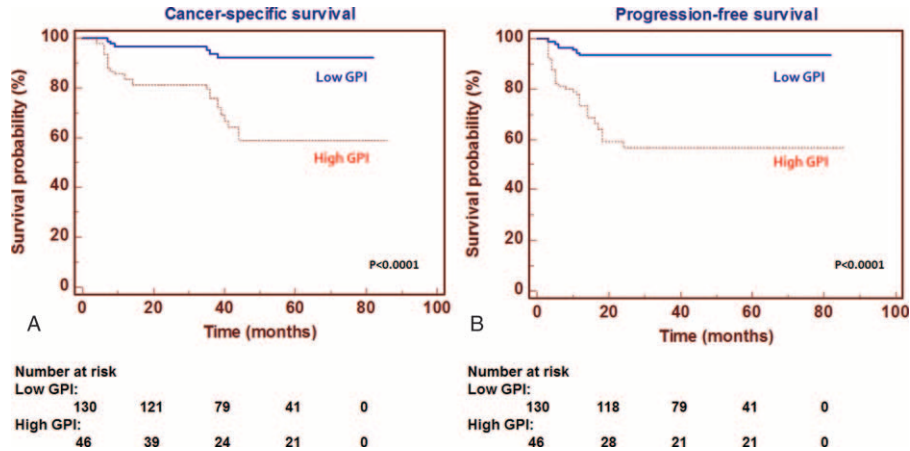 Cancer-specific survival
100
80
60
40
20
0
Survival probability (%)
Low GPI
High GPI
P<0.0001
0 20 40 60 80 100
Time (months)
A
Number at risk
Low GPI:
130 121 79 41 0
High GPI:
46 39 24 21 0
Progression-free survival
100
80
60
40
20
0
Survival probability (%)
Low GPI
High GPI
P<0.0001
0 20 40 60 80 100
Time (months)
B
Number at risk
Low GPI:
130 118 79 41 0
High GPI:
46 28 21 21 0